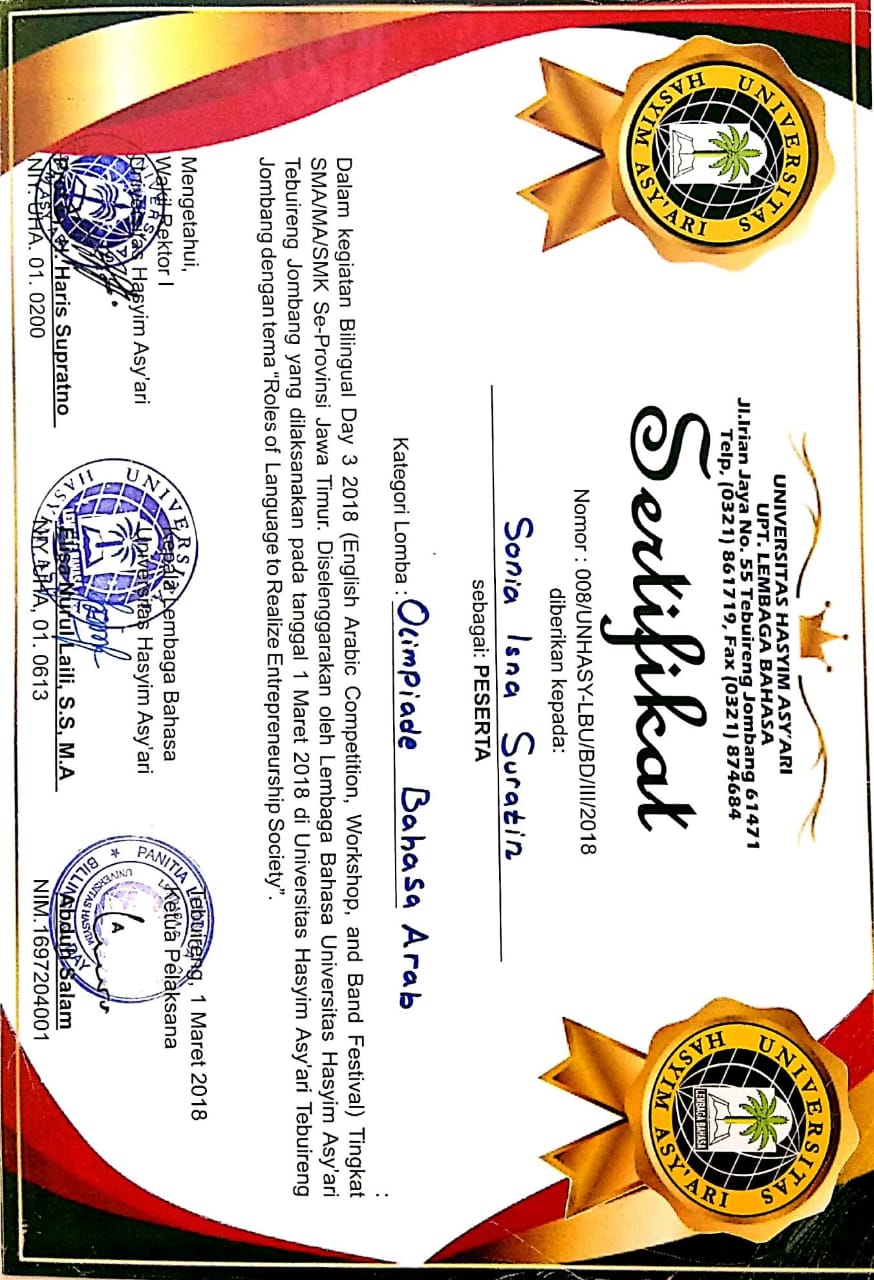 UNIVERSITAS HASYIM ASY'ARI
UNIVERSITAS HASYIM ASY'ARI
LEMBAGA BAHASA
UNIVERSITAS HASYIM ASY'ARI
UPT. LEMBAGA BAHASA
Jl.Irian Jaya No. 55 Tebuireng Jombang 61471
Telp, (0321) 861719, Fax (0321) 874684
Sertifikat
Nomor : 008/UNHASY-LBU/BD/III/2018
diberikan kepada:
Sonia Isna Suratin
sebagai: PESERTA
Kategori Lomba : Olimpiade Bahasa Arab
Dalam kegiatan Bilingual Day 3 2018 (English Arabic Competition, Workshop, and Band Festival) Tingkat
SMA/MA/SMK Se-Provinsi Jawa Timur. Diselenggarakan oleh Lembaga Bahasa Universitas Hasyim Asy'ari
Tebuireng Jombang yang dilaksanakan pada tanggal 1 Maret 2018 di Universitas Hasyim Asy'ari Tebuireng
Jombang dengan tema "Roles of Language to Realize Entrepreneurship Society".
Mengetahui,
Wakil Rektor I
Universitas Hasyim Asy'ari
Haris Supratno
NIY.UHA, 01. 0200
Kepala Lembaga Bahasa
Universitas Hasyim Asy'ari
Elisa Nurul Laili, S.S, M.A
NIY.UHA, 01. 0613
Tebuireng, 1 Maret 2018
Ketua Pelaksana
PANITIA
Abduh Salam
NIM.1697204001